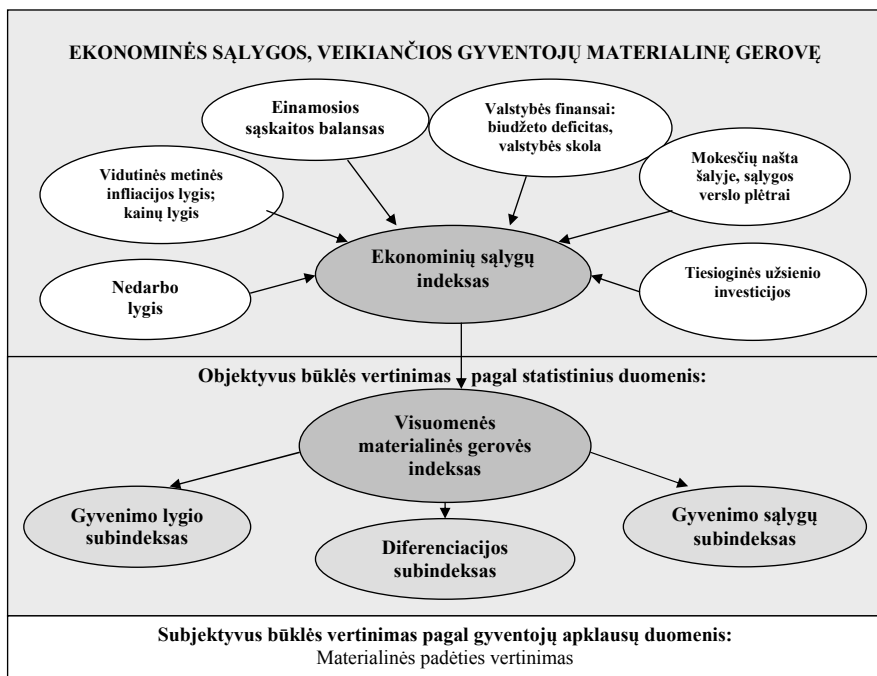 EKONOMINĖS SĄLYGOS, VEIKIANČIOS GYVENTOJŲ MATERIALINĘ GEROVĘ
Einamosios
sąskaitos balansas
Valstybės finansai:
biudžeto deficitas,
valstybės skola
Vidutinės metinės
infliacijos lygis;
kainų lygis
Mokesčių našta
šalyje, sąlygos
verslo plėtrai
Ekonominių sąlygų
indeksas
Nedarbo
lygis
Tiesioginės užsienio
investicijos
Objektyvus būklės vertinimas pagal statistinius duomenis:
Visuomenės
materialinės gerovės
indeksas
Gyvenimo lygio
subindeksas
Diferenciacijos
subindeksas
Gyvenimo sąlygų
subindeksas
Subjektyvus būklės vertinimas pagal gyventojų apklausų duomenis:
Materialinės padėties vertinimas